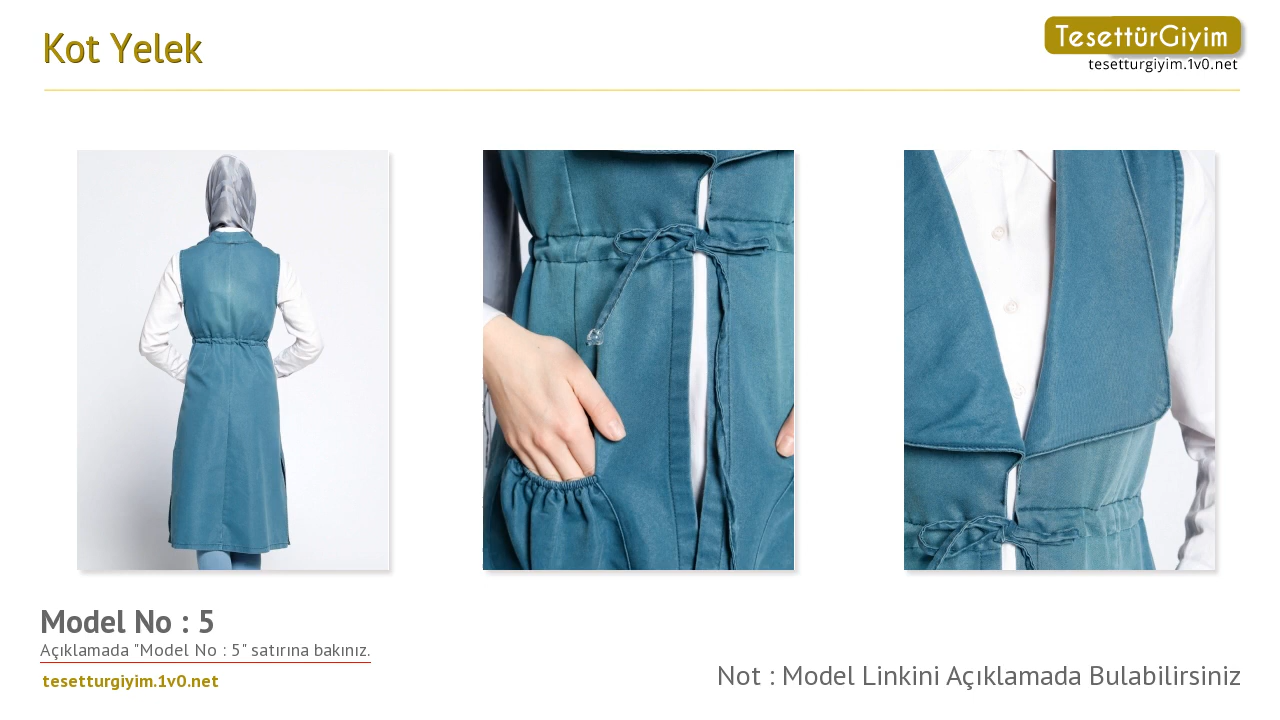 Kot Yelek
TesettürGiyim
tesetturgiyim.1v0.net
Model No : 5
Açıklamada "Model No : 5" satırına bakınız.
tesetturgiyim.1v0.net
Not : Model Linkini Açıklamada Bulabilirsiniz